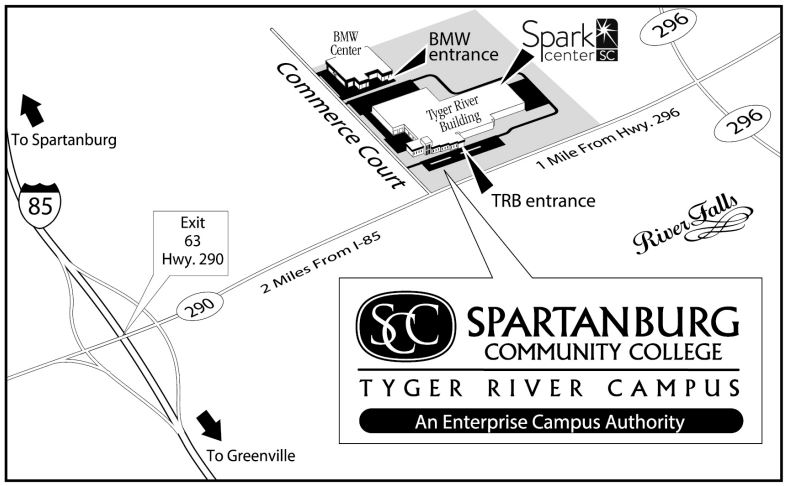 296
BMW
Center
BMW
entrance
Spark
center SC
Commerce Court
Tyger River
Building
To Spartanburg
1 Mile From Hwy. 296
296
85
TRB entrance
River Falls
Exit
63
Hwy. 290
2 Miles From I-85
290
SCC
SPARTANBURG
COMMUNITY COLLEGE
TYGER RIVER CAMPUS
An Enterprise Campus Authority
To Greenville